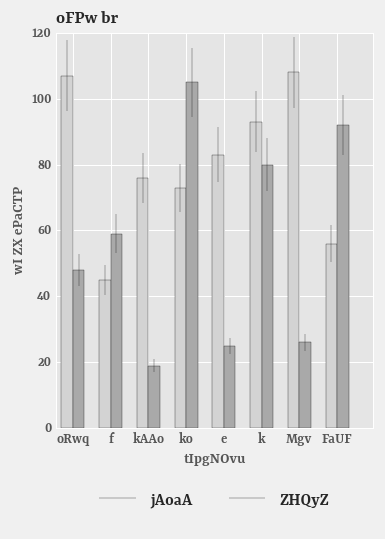 oFPw br
120
100
80
60
40
20
0
wI ZX ePaCTP
oRwq f kAAo ko e k Mgv FaUF
tIpgNOvu
jAoaA ZHQyZ